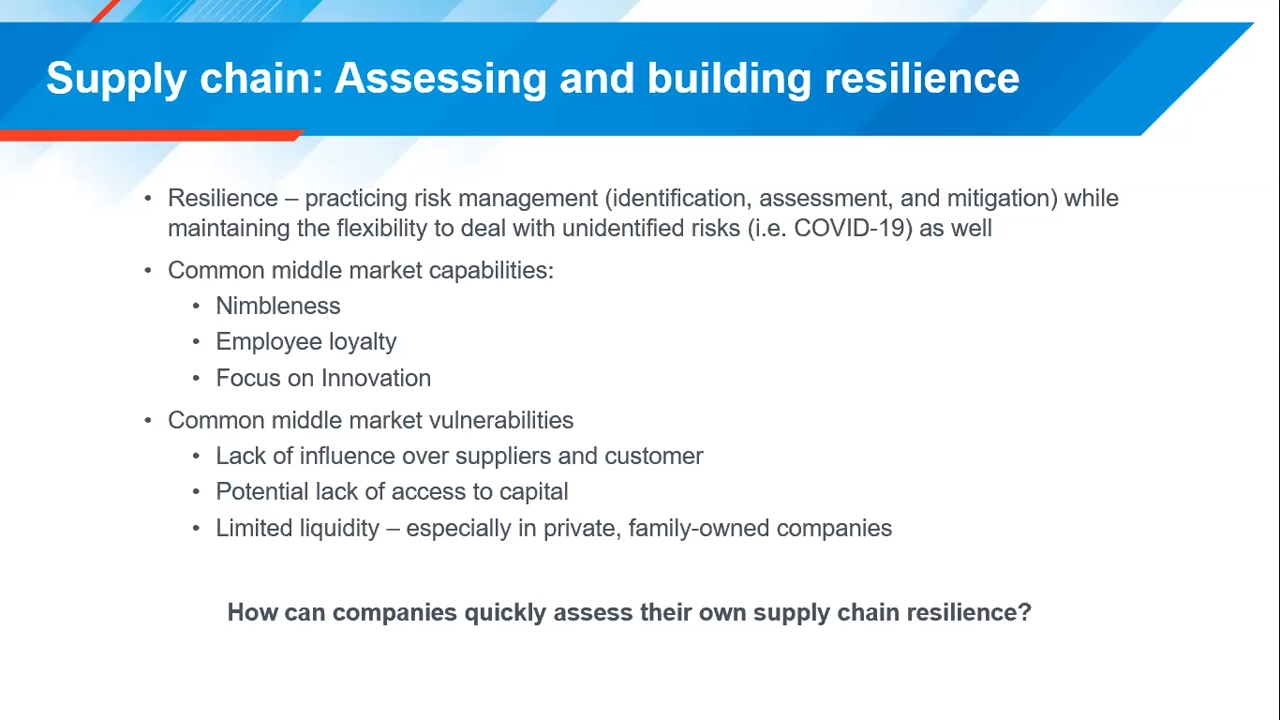 Supply chain: Assessing and building resilience
• Resilience – practicing risk management (identification, assessment, and mitigation) while
maintaining the flexibility to deal with unidentified risks (i.e. COVID-19) as well
• Common middle market capabilities:
• Nimbleness
• Employee loyalty
• Focus on Innovation
• Common middle market vulnerabilities
• Lack of influence over suppliers and customer
• Potential lack of access to capital
• Limited liquidity – especially in private, family-owned companies
How can companies quickly assess their own supply chain resilience?